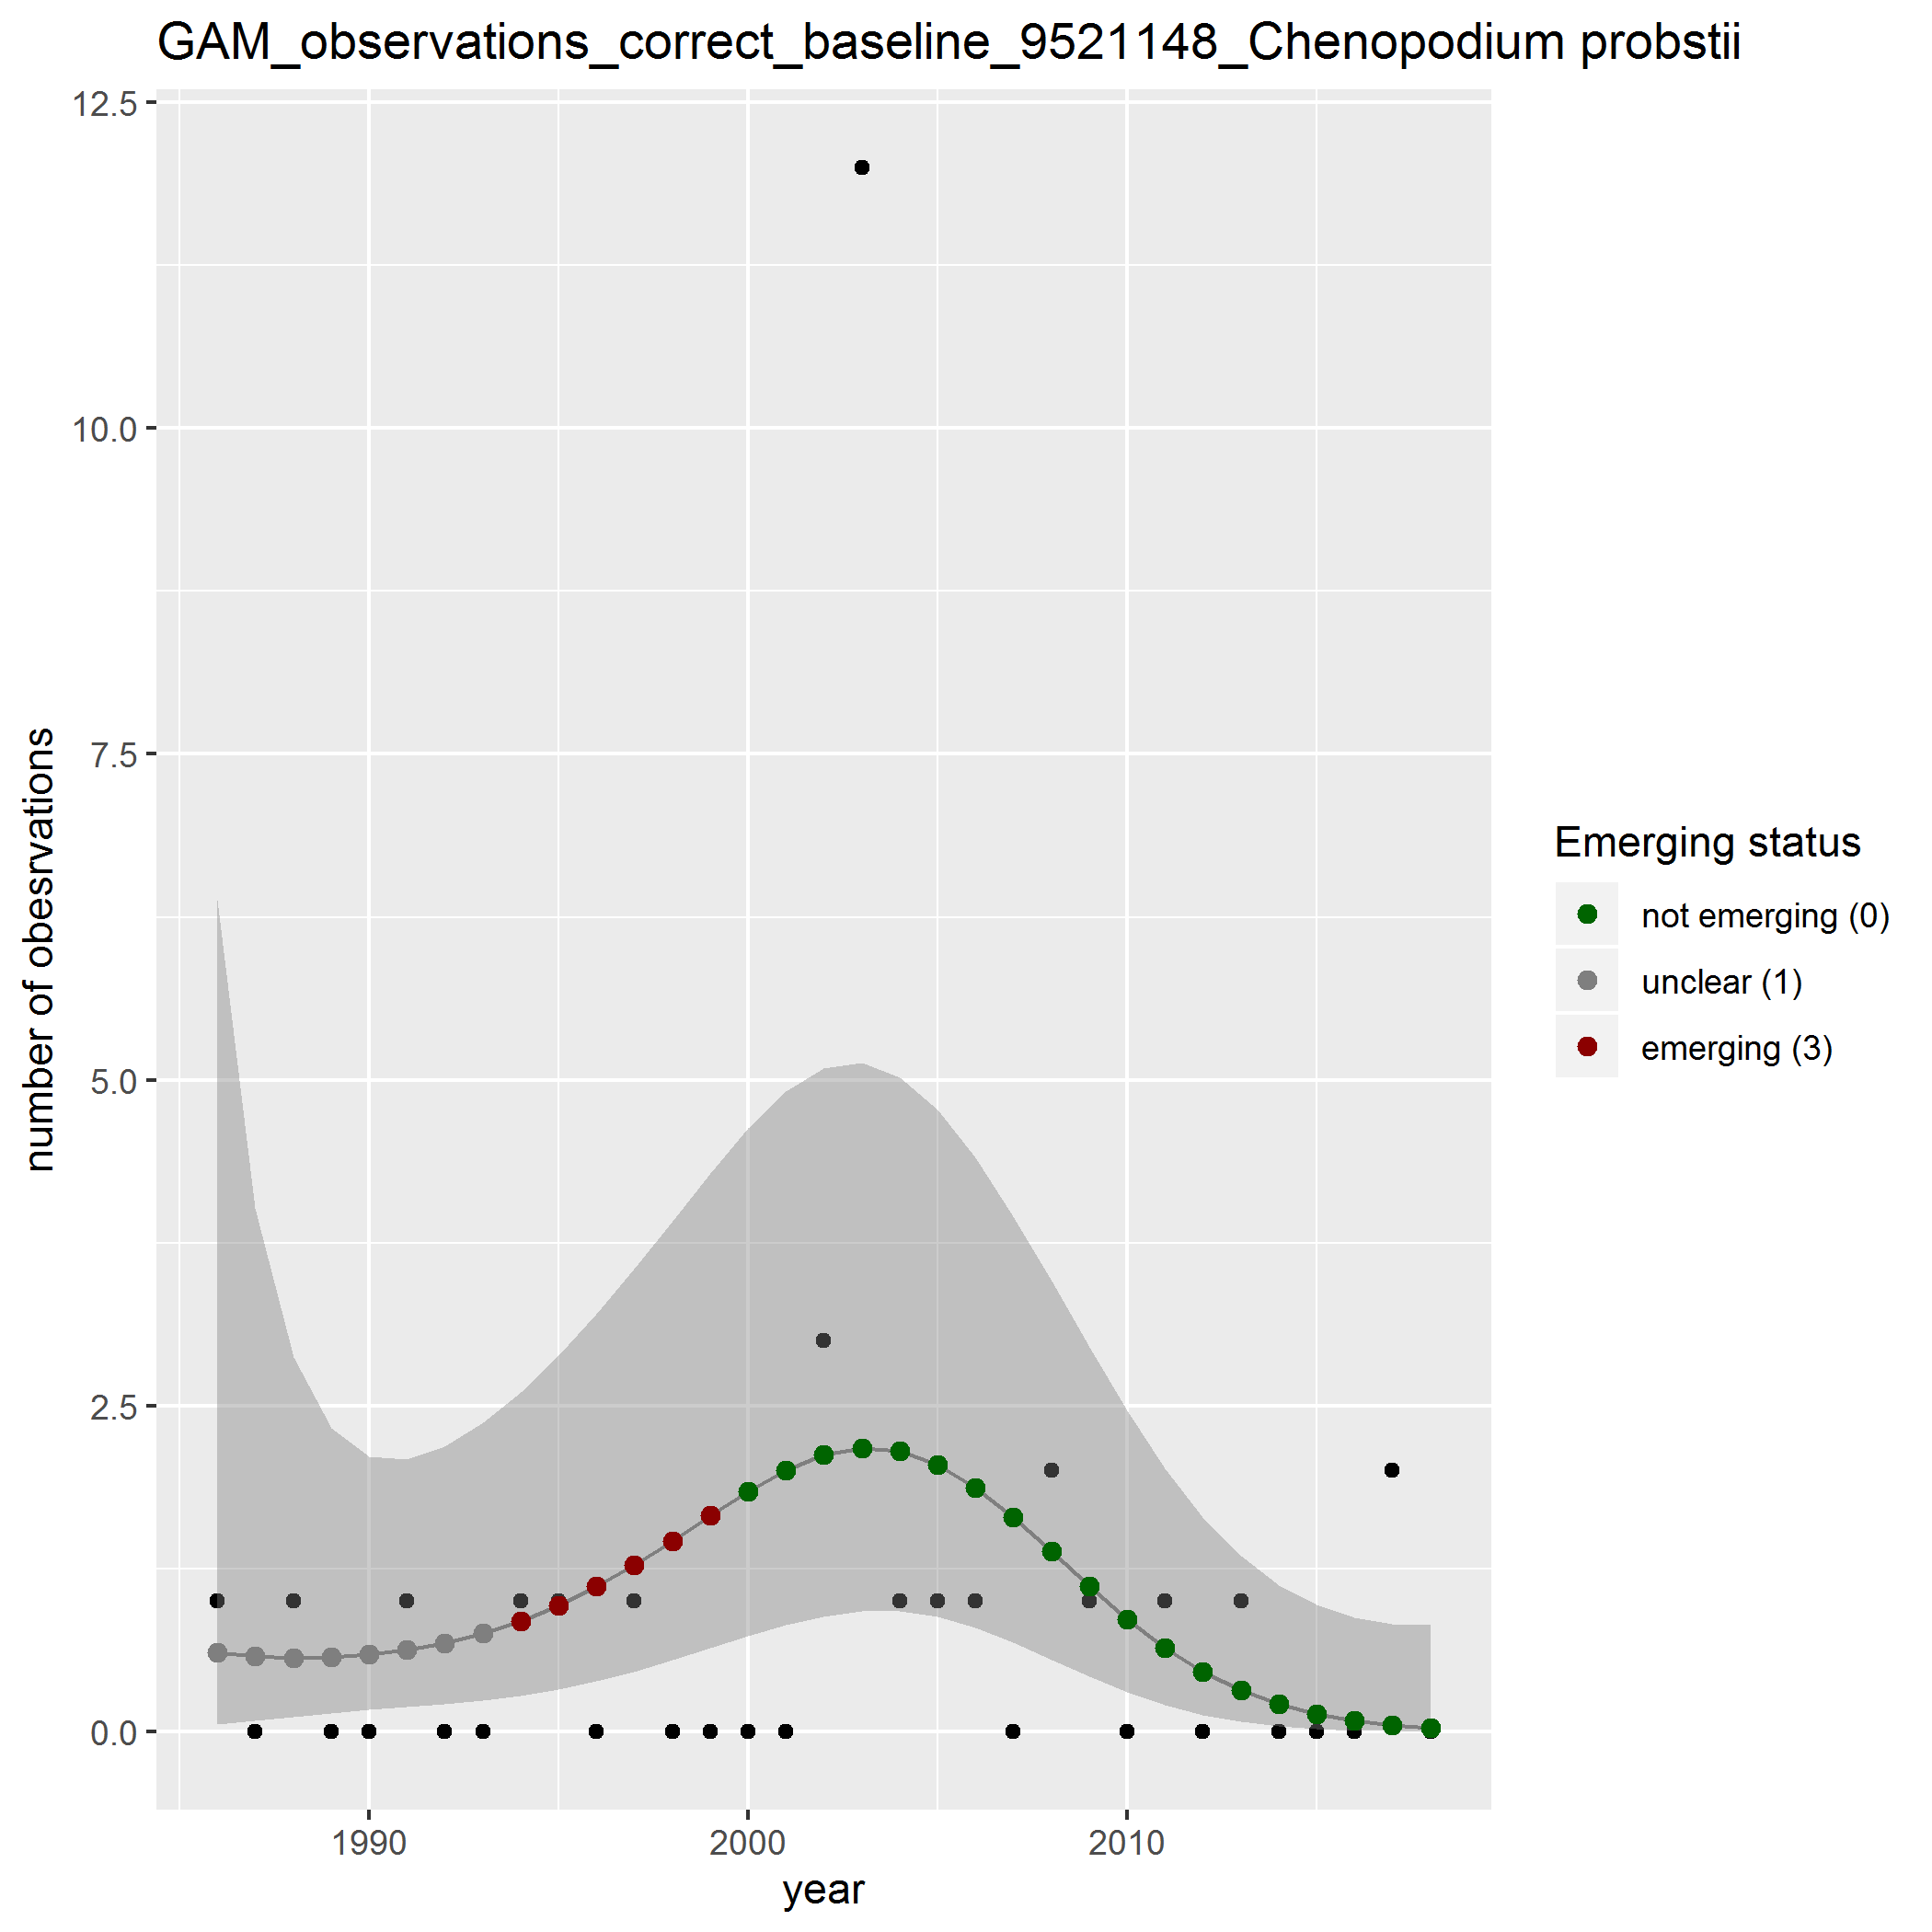 GAM_observations_correct_baseline_9521148_Chenopodium probstii
12.5
10.0
7.5
5.0
2.5
0.0
number of obesrvations
1990
2000
2010
year
Emerging status
not emerging (0)
unclear (1)
emerging (3)